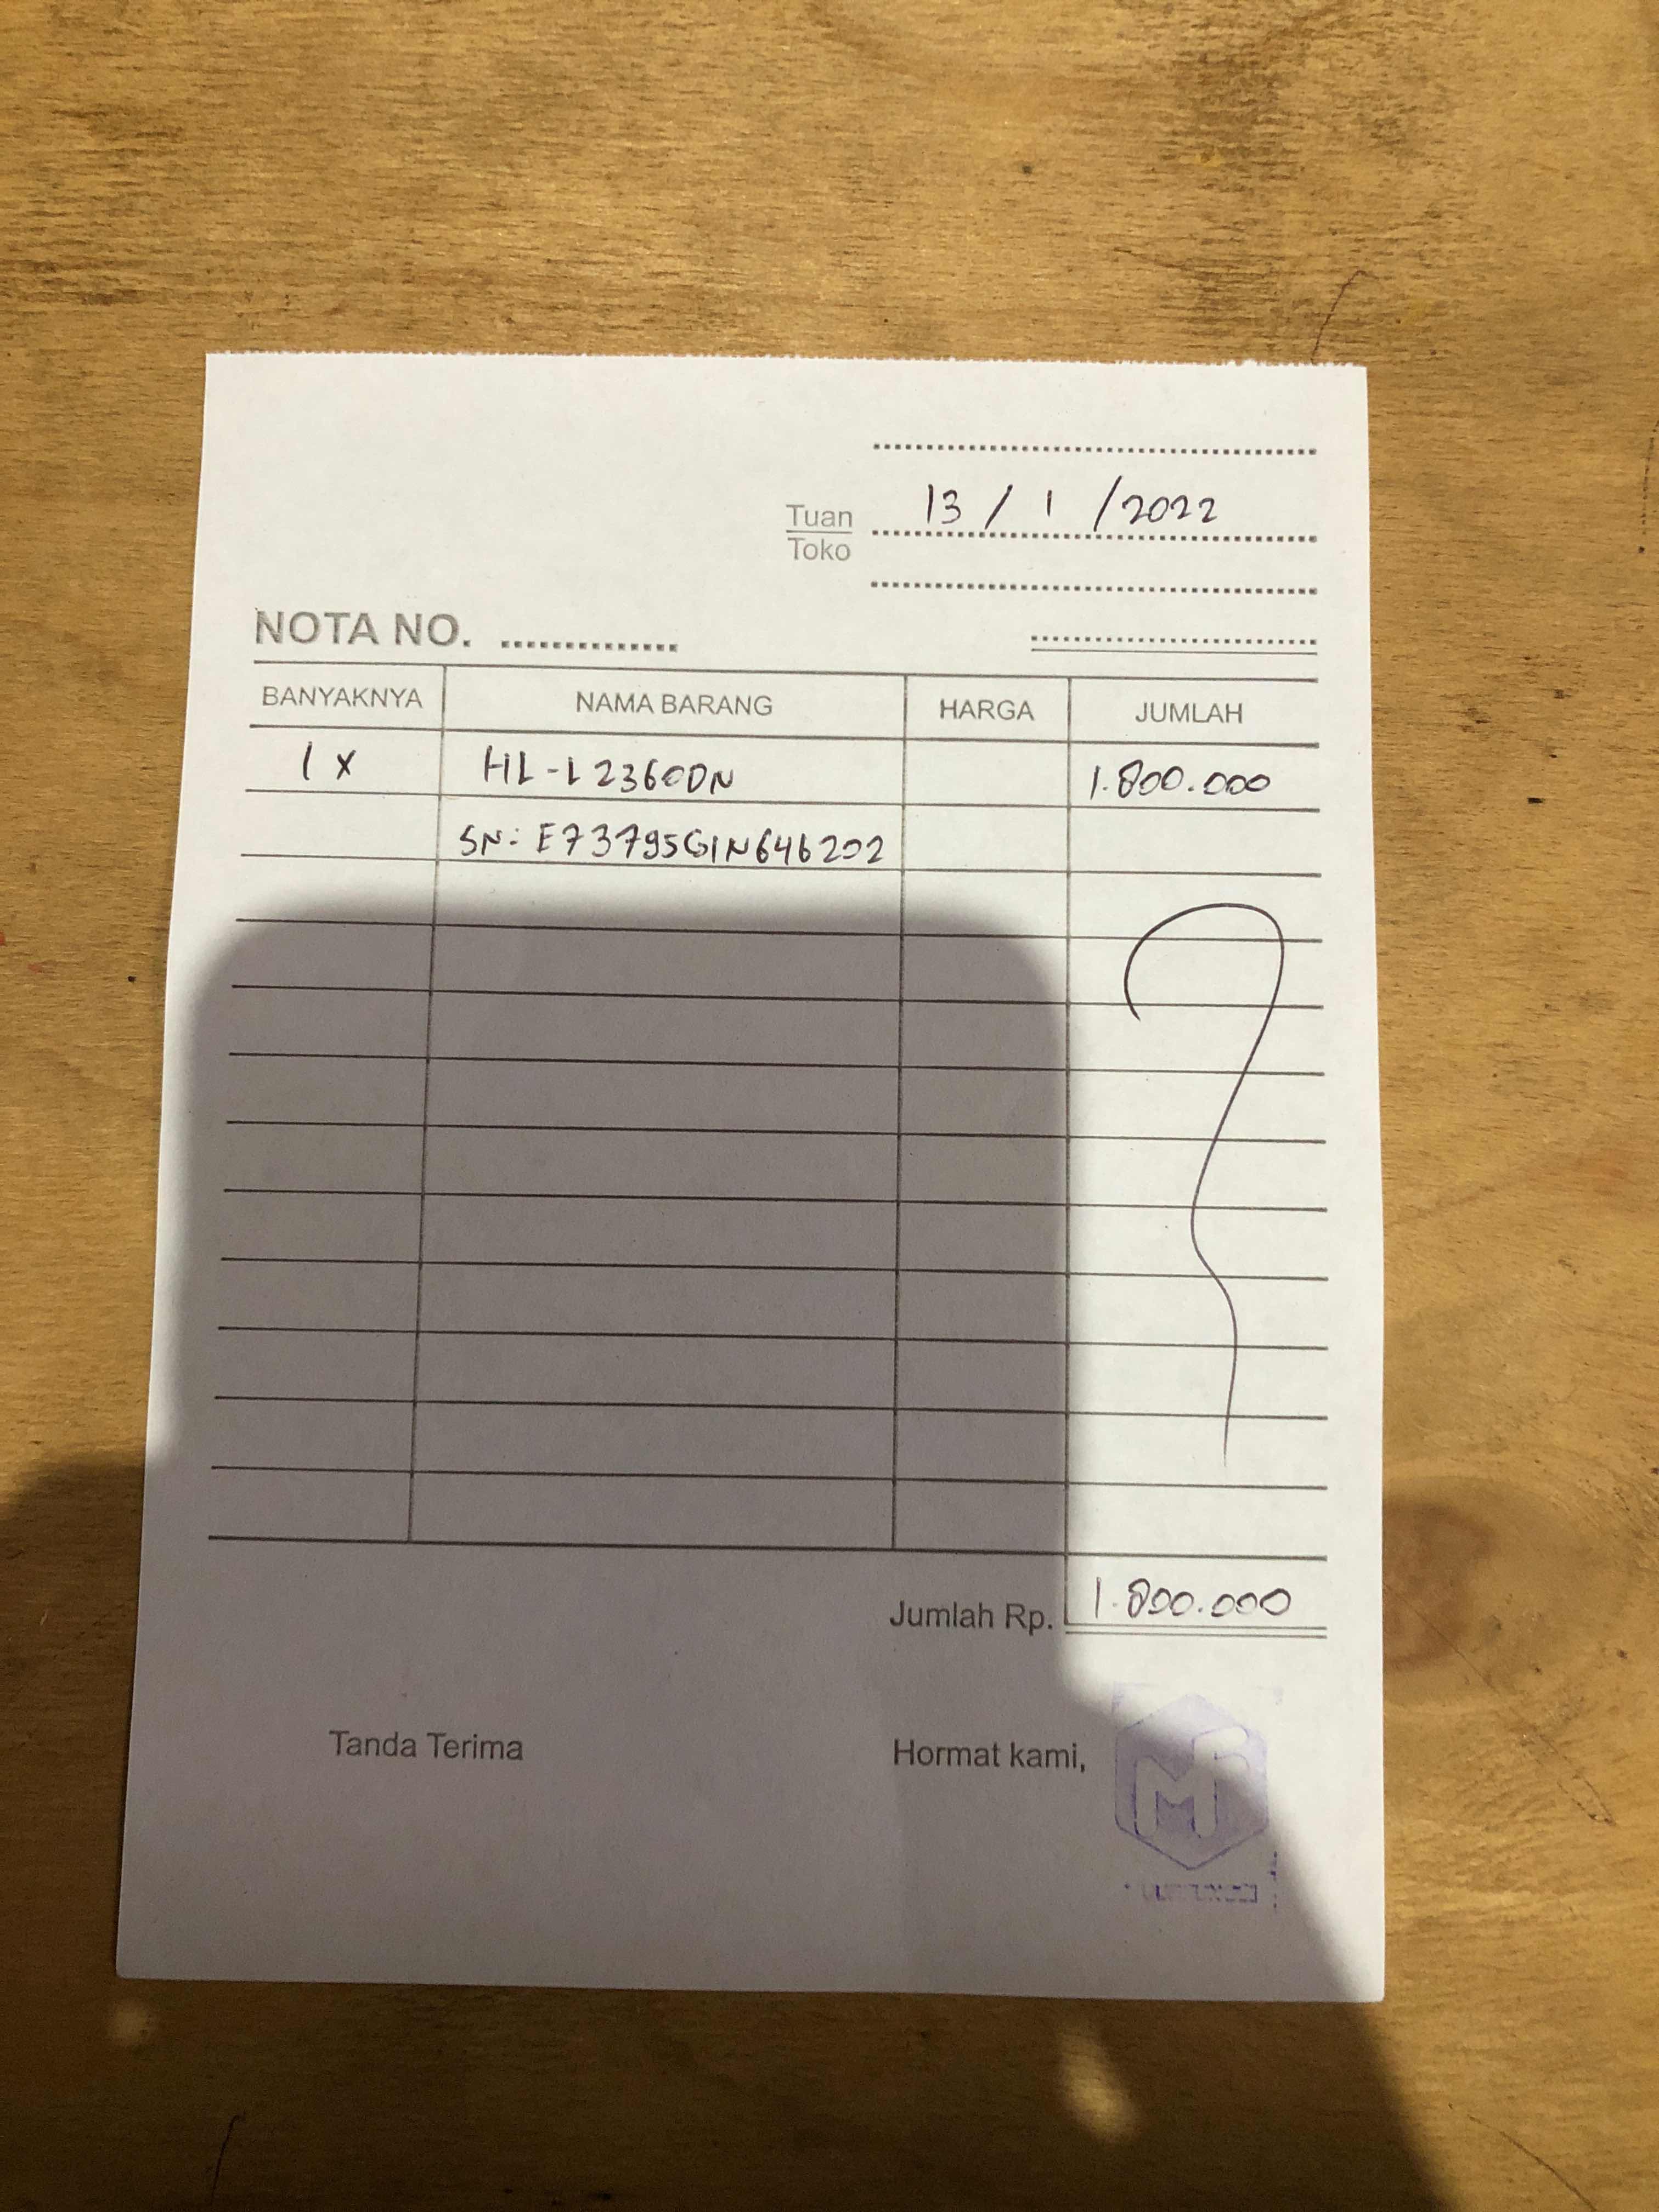 13 / 1 / 2022
Tuan
Toko
NOTA NO.
BANYAKNYA NAMA BARANG HARGA JUMLAH
1 x HL-L2360DN 1.800.000
SN: E73795G1N646202
Jumlah Rp. 1.800.000
Tanda Terima Hormat kami,